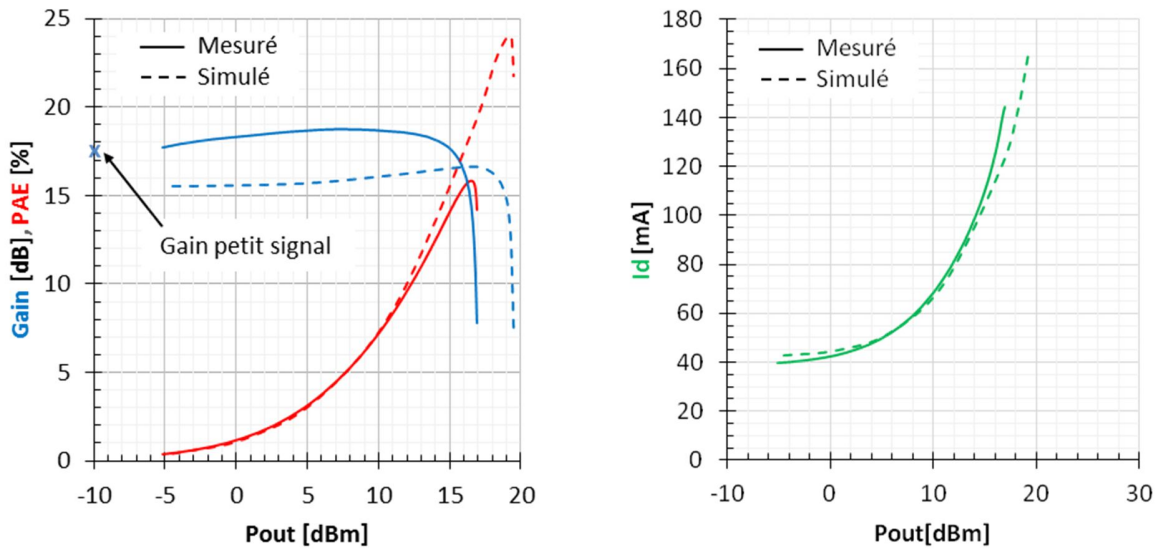 Gain [dB], PAE [%]
25
20
15
10
5
0
Mesuré
Simulé
x
Gain petit signal
-10
-5
0
5
10
15
20
Pout [dBm]
Id [mA]
180
160
140
120
100
80
60
40
20
0
Mesuré
Simulé
-10
0
10
20
30
Pout[dBm]